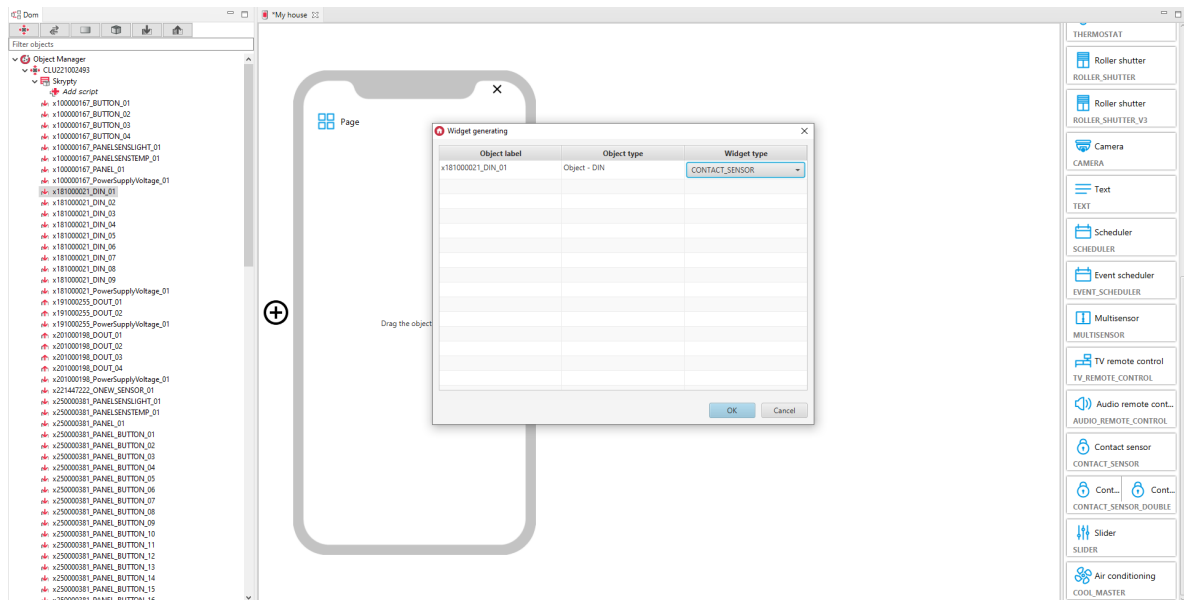 Dom
*My house
Filter objects
Object Manager
CLU221002493
Skrypty
Add script
x100000167_BUTTON_01
x100000167_BUTTON_02
x100000167_BUTTON_03
x100000167_BUTTON_04
x100000167_PANELSENSLIGHT_01
x100000167_PANELSENSTEMP_01
x100000167_PANEL_01
x100000167_PowerSupplyVoltage_01
x181000021_DIN_01
x181000021_DIN_02
x181000021_DIN_03
x181000021_DIN_04
x181000021_DIN_05
x181000021_DIN_06
x181000021_DIN_07
x181000021_DIN_08
x181000021_DIN_09
x181000021_PowerSupplyVoltage_01
x191000255_DOUT_01
x191000255_DOUT_02
x191000255_PowerSupplyVoltage_01
x201000198_DOUT_01
x201000198_DOUT_02
x201000198_DOUT_03
x201000198_DOUT_04
x201000198_PowerSupplyVoltage_01
x221447222_ONEW_SENSOR_01
x250000381_PANELSENSLIGHT_01
x250000381_PANELSENSTEMP_01
x250000381_PANEL_01
x250000381_PANEL_BUTTON_01
x250000381_PANEL_BUTTON_02
x250000381_PANEL_BUTTON_03
x250000381_PANEL_BUTTON_04
x250000381_PANEL_BUTTON_05
x250000381_PANEL_BUTTON_06
x250000381_PANEL_BUTTON_07
x250000381_PANEL_BUTTON_08
x250000381_PANEL_BUTTON_09
x250000381_PANEL_BUTTON_10
x250000381_PANEL_BUTTON_11
x250000381_PANEL_BUTTON_12
x250000381_PANEL_BUTTON_13
x250000381_PANEL_BUTTON_14
x250000381_PANEL_BUTTON_15
Page
Drag the object
Widget generating
Object label Object type Widget type
x181000021_DIN_01 Object - DIN CONTACT_SENSOR
OK Cancel
THERMOSTAT
Roller shutter
ROLLER_SHUTTER
Roller shutter
ROLLER_SHUTTER_V3
Camera
CAMERA
Text
TEXT
Scheduler
SCHEDULER
Event scheduler
EVENT_SCHEDULER
Multisensor
MULTISENSOR
TV remote control
TV_REMOTE_CONTROL
Audio remote cont...
AUDIO_REMOTE_CONTROL
Contact sensor
CONTACT_SENSOR
Cont... Cont...
CONTACT_SENSOR_DOUBLE
Slider
SLIDER
Air conditioning
COOL_MASTER